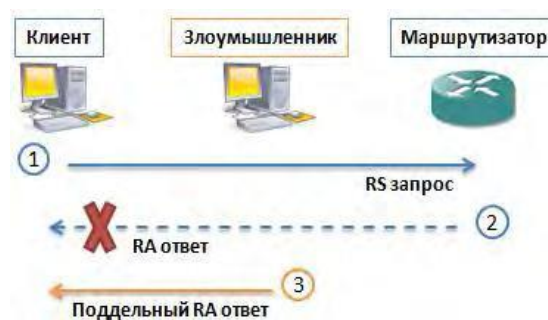 Клиент
Злоумышленник
Маршрутизатор
1
RS запрос
2
RA ответ
3
Поддельный RA ответ